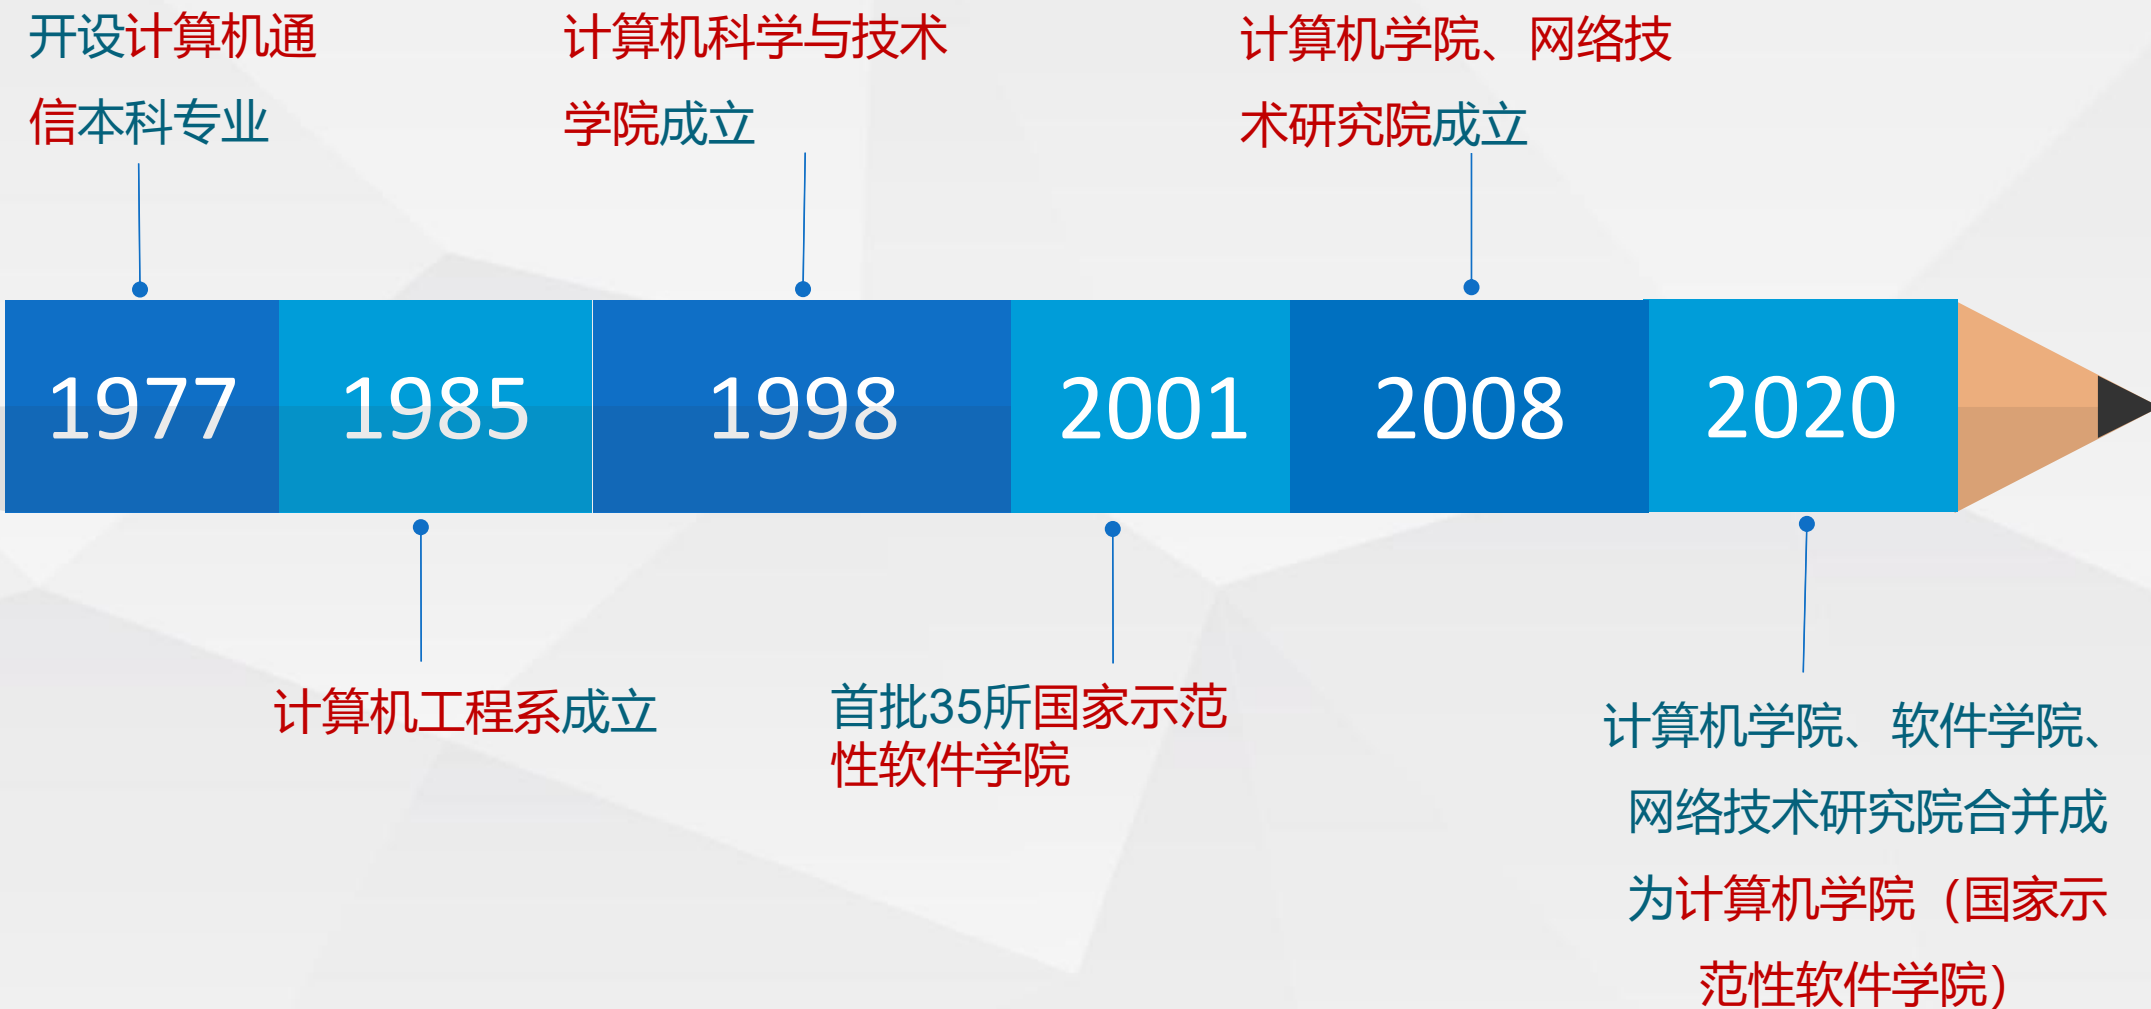 开设计算机通
信本科专业
计算机科学与技术
学院成立
计算机学院、网络技
术研究院成立
1977
1985
1998
2001
2008
2020
计算机工程系成立
首批35所国家示范
性软件学院
计算机学院、软件学院、
网络技术研究院合并成
为计算机学院（国家示
范性软件学院）